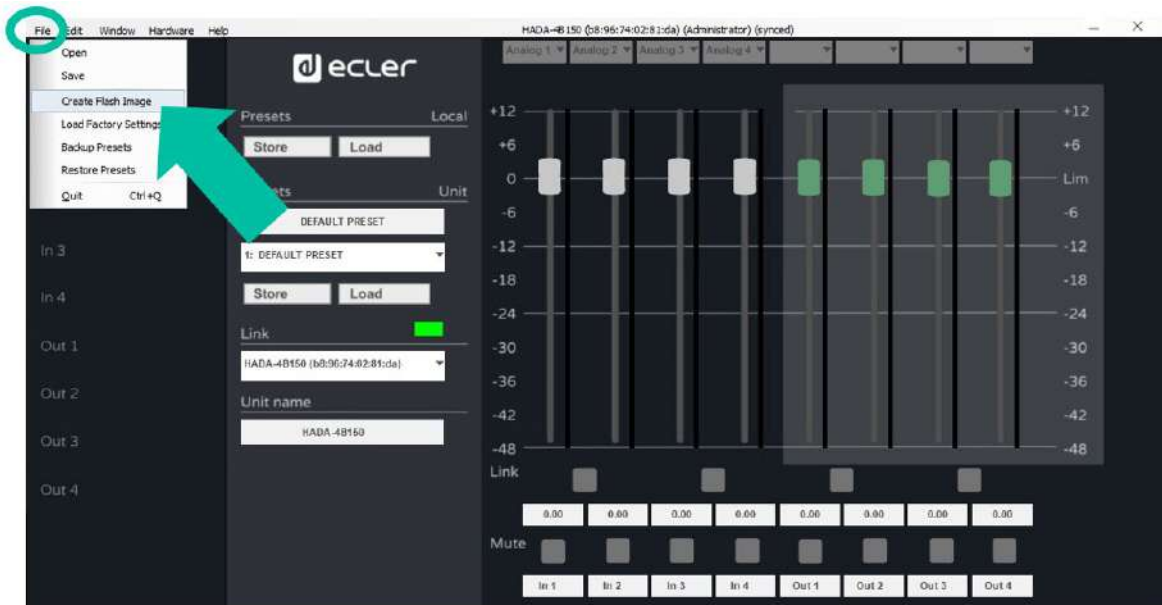 File Edit Window Hardware Help
HADA-4B150 (b8:96:74:02:81:da) (Administrator) (synced)
Open
Save
Create Flash Image
Load Factory Settings
Backup Presets
Restore Presets
Quit Ctrl+Q
In 3
In 4
Out 1
Out 2
Out 3
Out 4
ecler
Presets Local
Store Load
Unit
DEFAULT PRESET
1: DEFAULT PRESET
Store Load
Link
HADA-4B150 (b8:96:74:02:81:da)
Unit name
HADA-4B150
Analog 1 Analog 2 Analog 3 Analog 4
+12 +12
+6 +6
0 Lim
-6 -6
-12 -12
-18 -18
-24 -24
-30 -30
-36 -36
-42 -42
-48 -48
Link
0.00 0.00 0.00 0.00 0.00 0.00 0.00 0.00
Mute
In 1 In 2 In 3 In 4 Out 1 Out 2 Out 3 Out 4